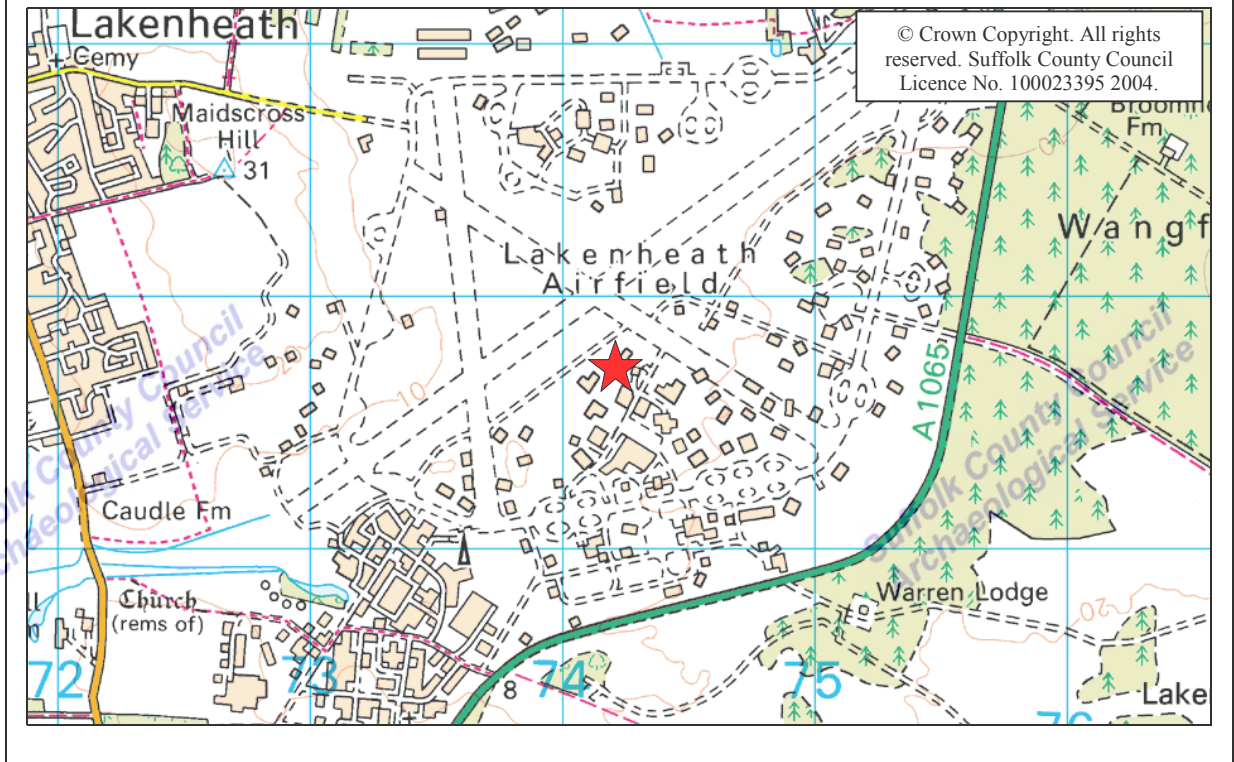 Lakenheath
Cemy
© Crown Copyright. All rights
reserved. Suffolk County Council
Licence No. 100023395 2004.
Maidscross
Hill
31
Fm
Lakenheath
Airfield
20
10
A 1065
Suffolk County Council
Archaeological Service
Suffolk County Council
Archaeological Service
Caudle Fm
Church
(rems of)
Warren Lodge
20
72
73
74
75
76
8
Lake